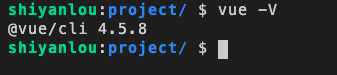 shiyanlou:project/ $ vue -V
@vue/cli 4.5.8
shiyanlou:project/ $